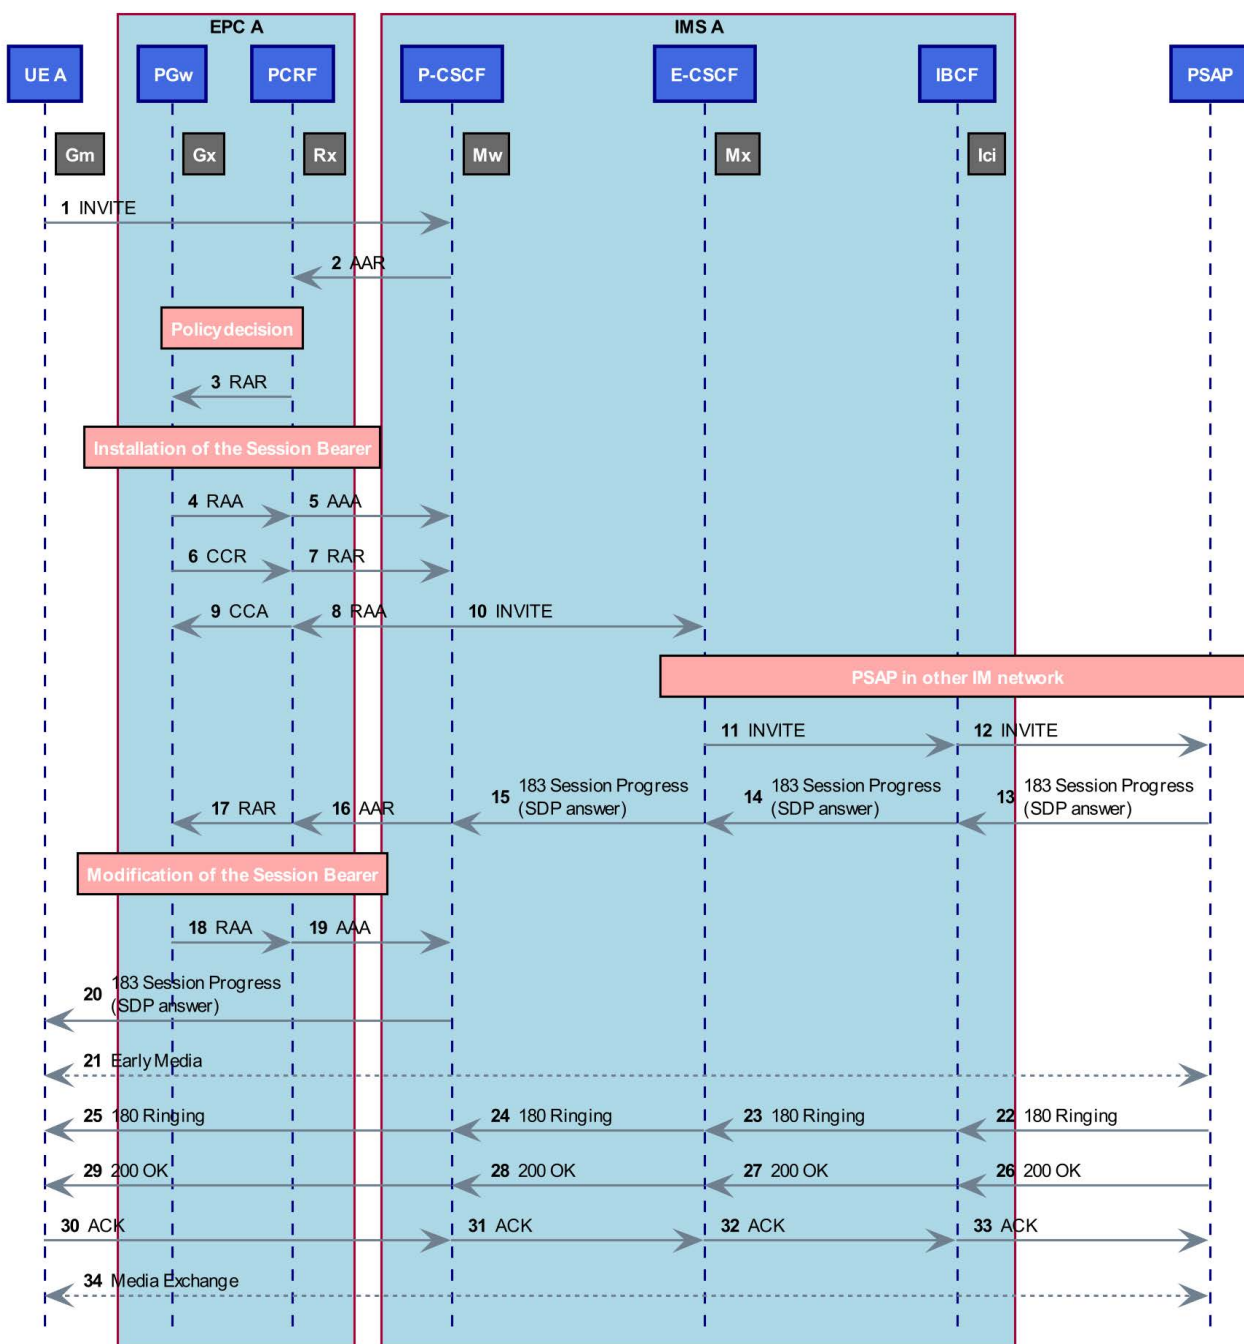 EPC A
IMS A
UE A
PGw
PCRF
P-CSCF
E-CSCF
IBCF
PSAP
Gm
Gx
Rx
Mw
Mx
Ici
1 INVITE
2 AAR
Policy decision
3 RAR
Installation of the Session Bearer
4 RAA
5 AAA
6 CCR
7 RAR
9 CCA
8 RAA
10 INVITE
PSAP in other IM network
11 INVITE
12 INVITE
17 RAR
16 AAR
15 183 Session Progress
(SDP answer)
14 183 Session Progress
(SDP answer)
13 183 Session Progress
(SDP answer)
Modification of the Session Bearer
18 RAA
19 AAA
20 183 Session Progress
(SDP answer)
21 Early Media
25 180 Ringing
24 180 Ringing
23 180 Ringing
22 180 Ringing
29 200 OK
28 200 OK
27 200 OK
26 200 OK
30 ACK
31 ACK
32 ACK
33 ACK
34 Media Exchange